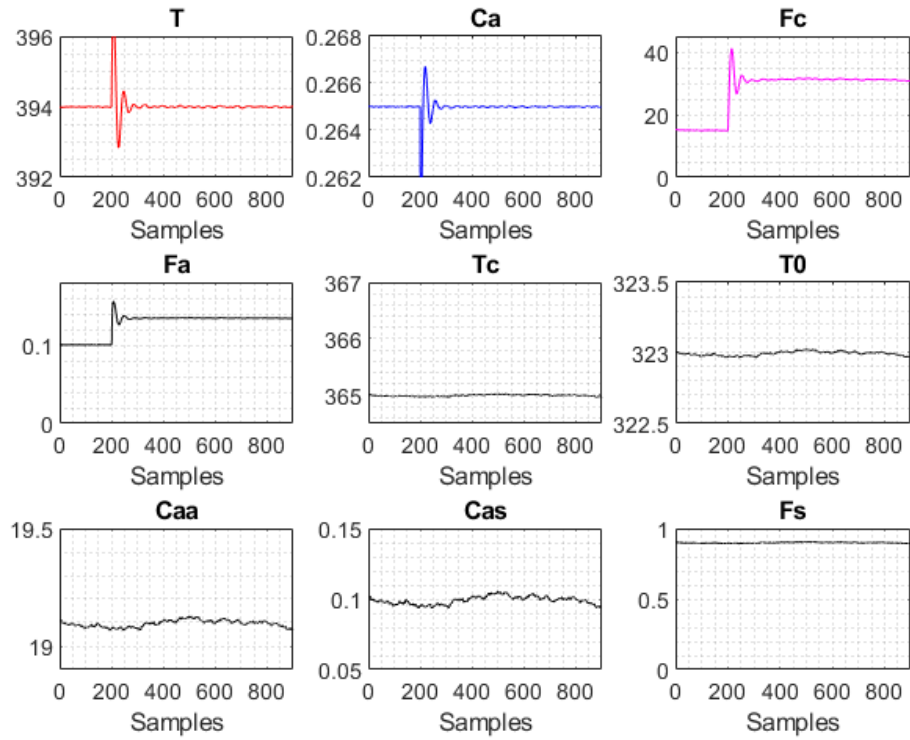 T
396
394
392
0 200 400 600 800
Samples
Ca
0.268
0.266
0.264
0.262
0 200 400 600 800
Samples
Fc
40
20
0
0 200 400 600 800
Samples
Fa
0.1
0
0 200 400 600 800
Samples
Tc
367
366
365
0 200 400 600 800
Samples
T0
323.5
323
322.5
0 200 400 600 800
Samples
Caa
19.5
19
0 200 400 600 800
Samples
Cas
0.15
0.1
0.05
0 200 400 600 800
Samples
Fs
1
0.5
0
0 200 400 600 800
Samples